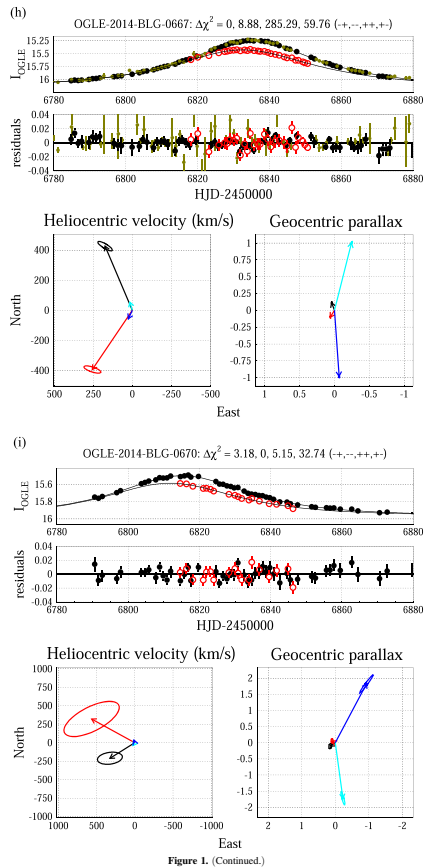 (h)
OGLE-2014-BLG-0667: Δχ² = 0, 8.88, 285.29, 59.76 (-+,--,++,+-)
I_OGLE
15.25
15.5
15.75
16
6780 6800 6820 6840 6860 6880
residuals
0.04
0.02
0
-0.02
-0.04
6780 6800 6820 6840 6860 6880
HJD-2450000
Heliocentric velocity (km/s)
Geocentric parallax
North
400
200
0
-200
-400
500 250 0 -250 -500
1
0.75
0.5
0.25
0
-0.25
-0.5
-0.75
-1
1 0.5 0 -0.5 -1
East
(i)
OGLE-2014-BLG-0670: Δχ² = 3.18, 0, 5.15, 32.74 (-+,--,++,+-)
I_OGLE
15.6
15.8
16
6780 6800 6820 6840 6860 6880
residuals
0.04
0.02
0
-0.02
-0.04
6780 6800 6820 6840 6860 6880
HJD-2450000
Heliocentric velocity (km/s)
Geocentric parallax
North
1000
750
500
250
0
-250
-500
-750
-1000
1000 500 0 -500 -1000
2
1.5
1
0.5
0
-0.5
-1
-1.5
-2
2 1 0 -1 -2
East
Figure 1. (Continued.)